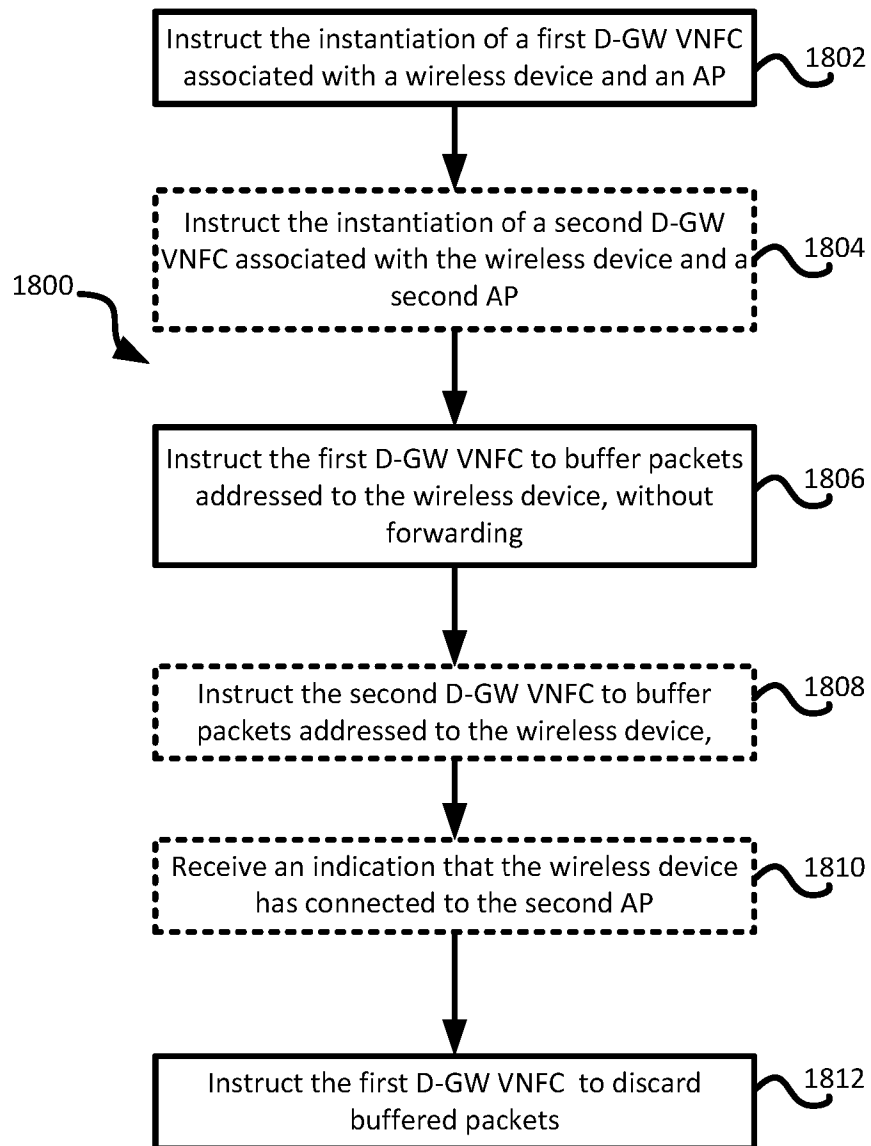 Instruct the instantiation of a first D-GW VNFC
associated with a wireless device and an AP
1802
Instruct the instantiation of a second D-GW
VNFC associated with the wireless device and a
second AP
1804
1800
Instruct the first D-GW VNFC to buffer packets
addressed to the wireless device, without
forwarding
1806
Instruct the second D-GW VNFC to buffer
packets addressed to the wireless device,
1808
Receive an indication that the wireless device
has connected to the second AP
1810
Instruct the first D-GW VNFC to discard
buffered packets
1812